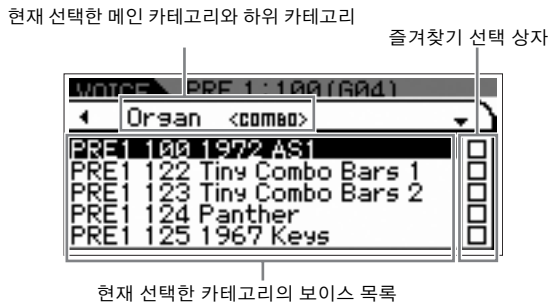 현재 선택한 메인 카테고리와 하위 카테고리
즐겨찾기 선택 상자
VOICE PRE 1:100(G04)
Organ <COMBO>
PRE1 100 1972 AS1
PRE1 122 Tiny Combo Bars 1
PRE1 123 Tiny Combo Bars 2
PRE1 124 Panther
PRE1 125 1967 Keys
현재 선택한 카테고리의 보이스 목록